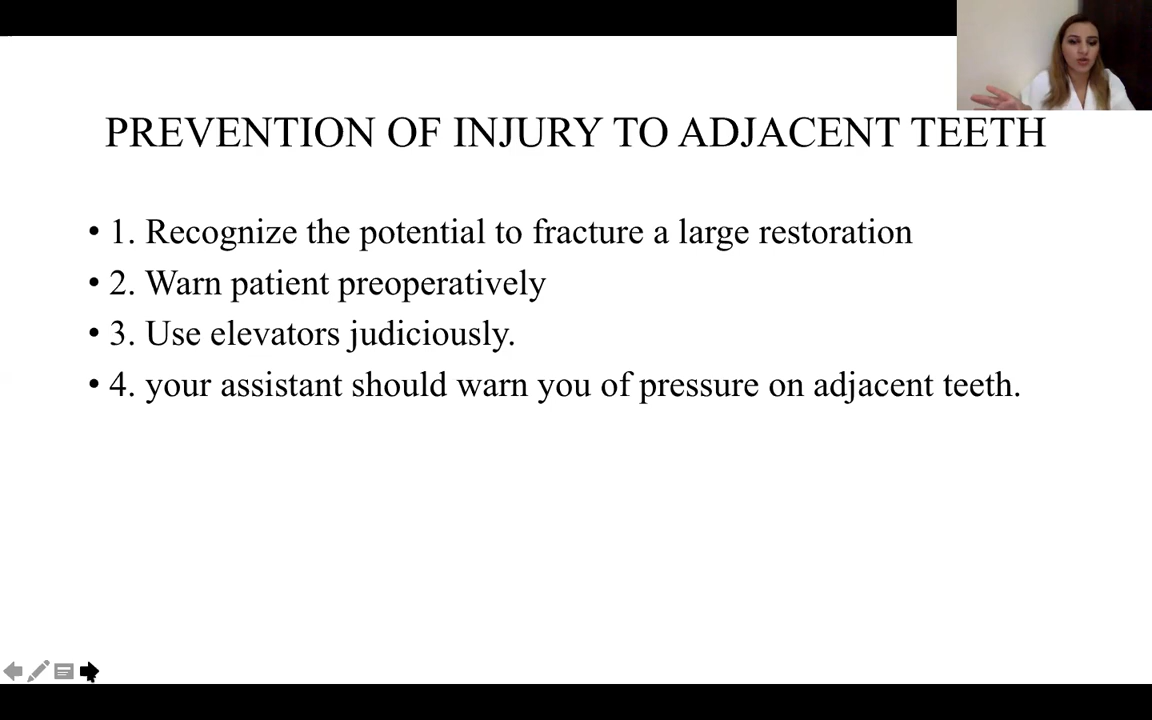 PREVENTION OF INJURY TO ADJACENT TEETH
• 1. Recognize the potential to fracture a large restoration
• 2. Warn patient preoperatively
• 3. Use elevators judiciously.
• 4. your assistant should warn you of pressure on adjacent teeth.